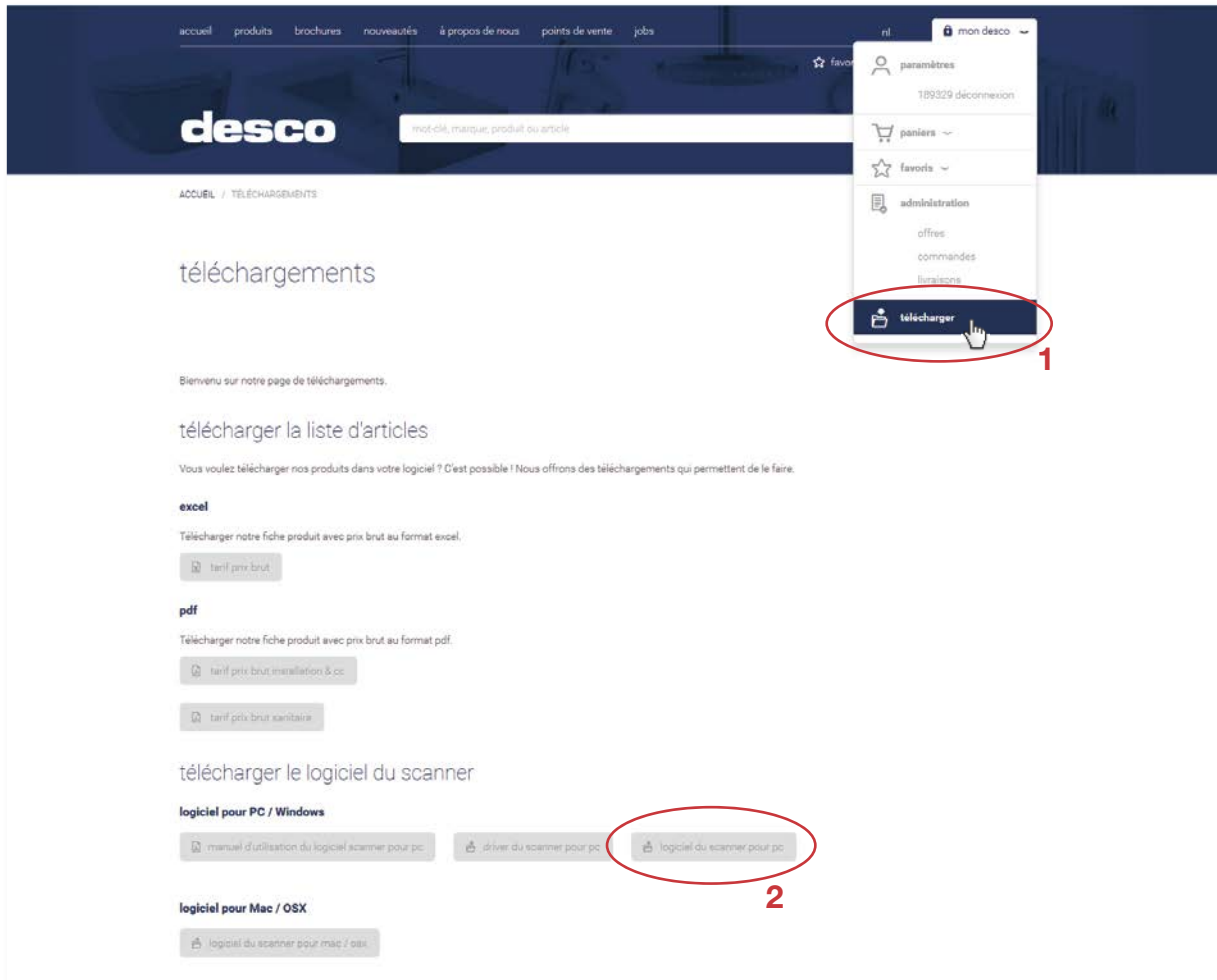 accueil produits brochures nouveautés à propos de nous points de vente jobs nl mon desco
favor
desco
mot-clé, marque, produit ou article
paramètres
189329 déconnexion
paniers
favoris
administration
offres
commandes
livraisons
télécharger
1
ACCUEIL / TÉLÉCHARGEMENTS
téléchargements
Bienvenu sur notre page de téléchargements.
télécharger la liste d'articles
Vous voulez télécharger nos produits dans votre logiciel ? C'est possible ! Nous offrons des téléchargements qui permettent de le faire.
excel
Télécharger notre fiche produit avec prix brut au format excel.
tarif prix brut
pdf
Télécharger notre fiche produit avec prix brut au format pdf.
tarif prix brut installation & cc
tarif prix brut sanitaire
télécharger le logiciel du scanner
logiciel pour PC / Windows
manuel d'utilisation du logiciel scanner pour pc driver du scanner pour pc logiciel du scanner pour pc
2
logiciel pour Mac / OSX
logiciel du scanner pour mac / osx